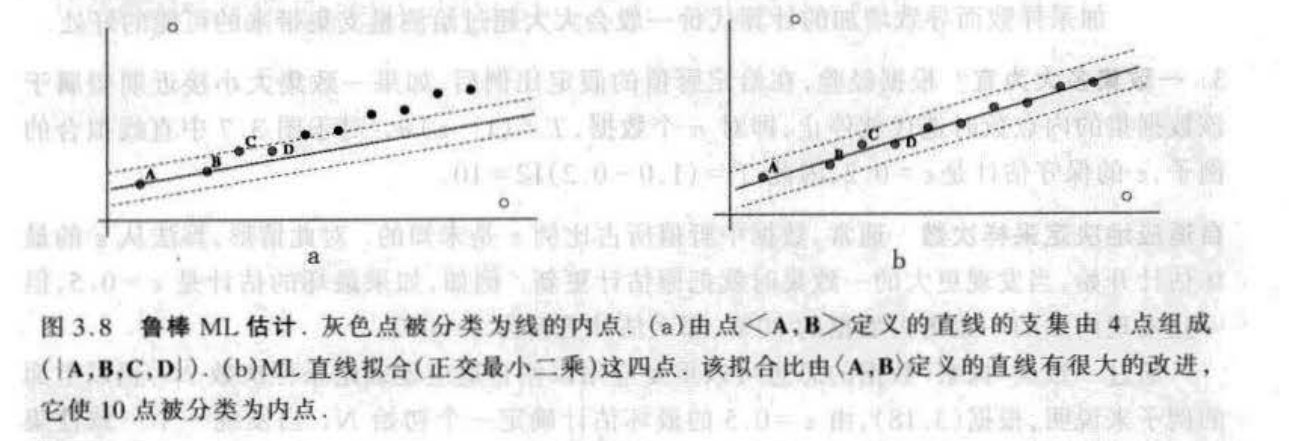 A
B
C
D
a
A
B
C
D
b
图 3.8 鲁棒 ML 估计. 灰色点被分类为线的内点. (a)由点<A,B>定义的直线的支集由 4 点组成
({A,B,C,D}). (b)ML 直线拟合(正交最小二乘)这四点. 该拟合比由〈A,B〉定义的直线有很大的改进,
它使 10 点被分类为内点.